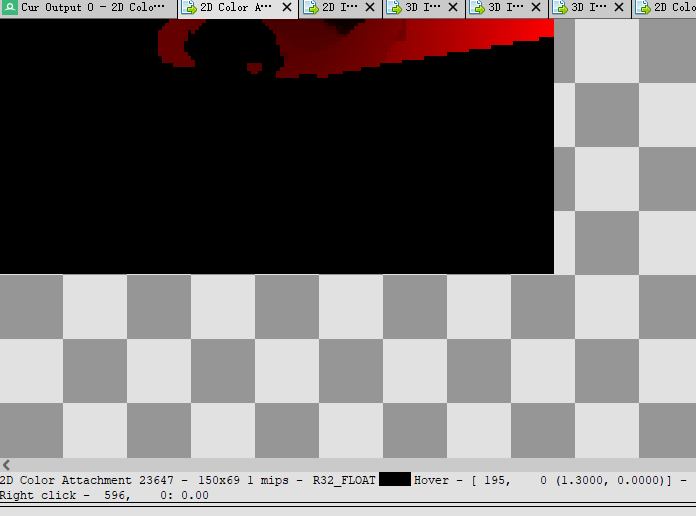 Cur Output 0 - 2D Colo··· 2D Color A··· 2D I··· 3D I··· 3D I··· 3D I··· 2D Colo
2D Color Attachment 23647 - 150x69 1 mips - R32_FLOAT Hover - [ 195, 0 (1.3000, 0.0000)] -
Right click - 596, 0: 0.00